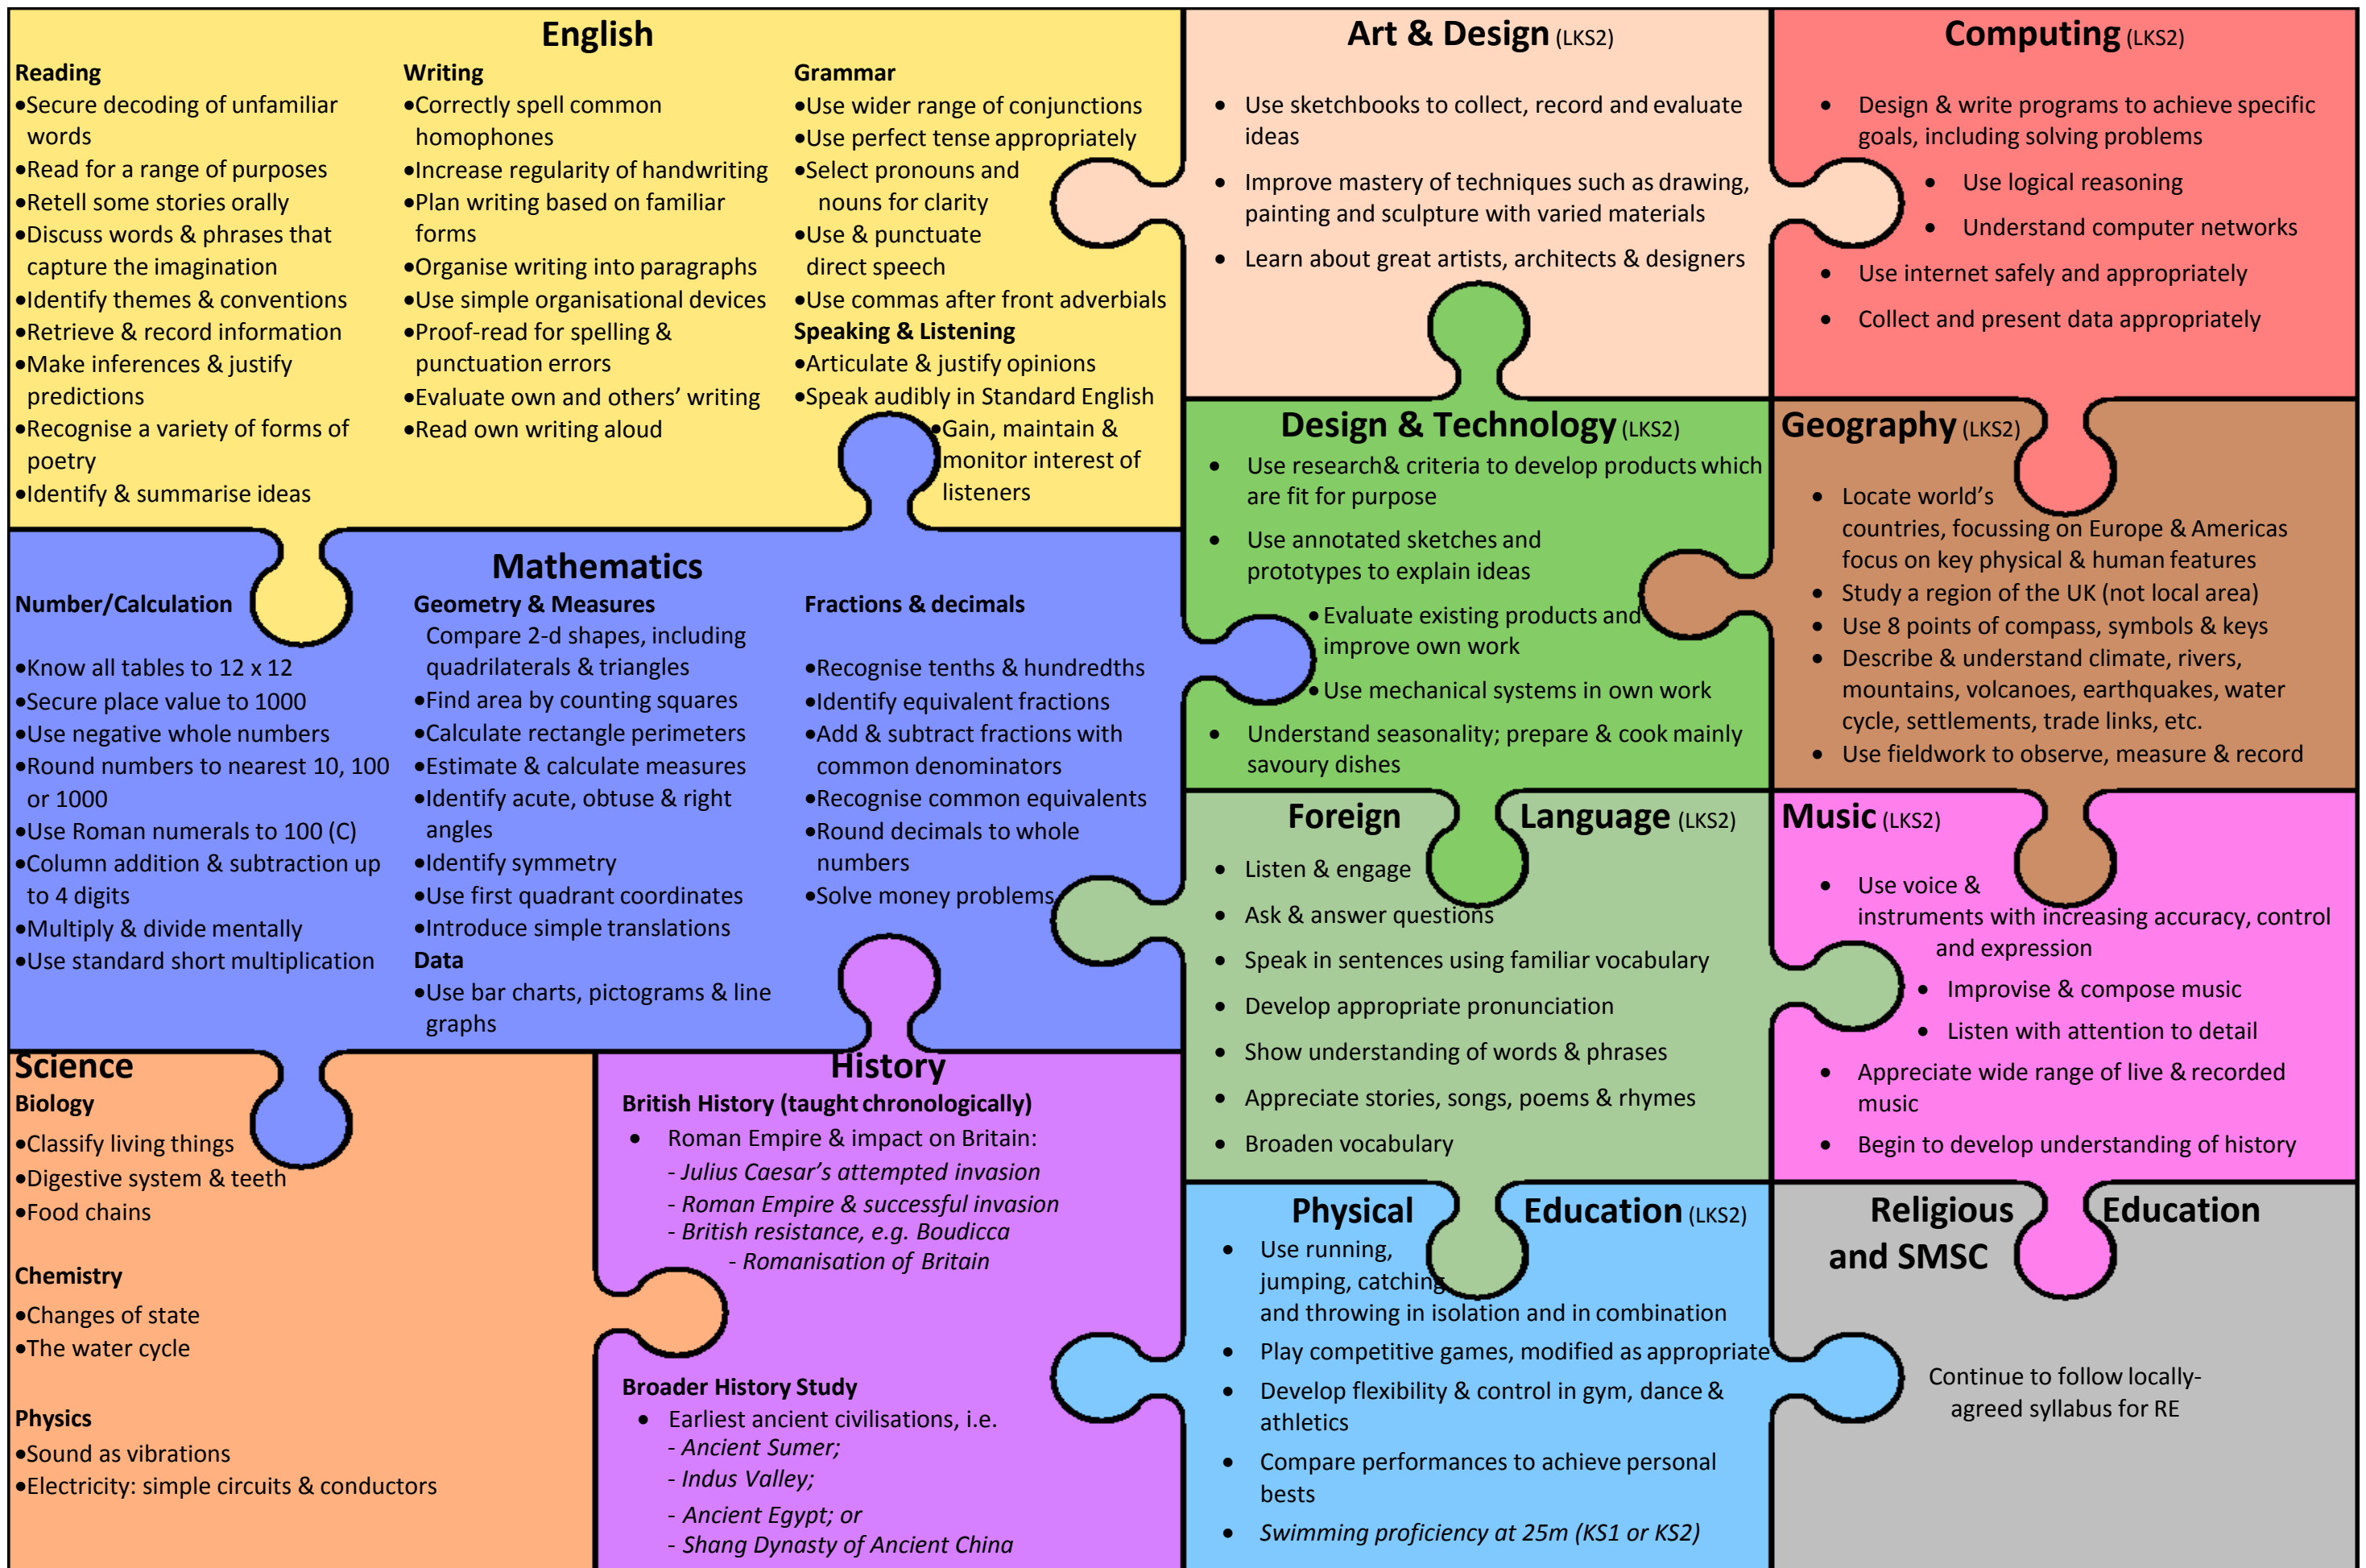 English
Reading
•Secure decoding of unfamiliar
words
•Read for a range of purposes
•Retell some stories orally
•Discuss words & phrases that
capture the imagination
•Identify themes & conventions
•Retrieve & record information
•Make inferences & justify
predictions
•Recognise a variety of forms of
poetry
•Identify & summarise ideas
Writing
•Correctly spell common
homophones
•Increase regularity of handwriting
•Plan writing based on familiar
forms
•Organise writing into paragraphs
•Use simple organisational devices
•Proof-read for spelling &
punctuation errors
•Evaluate own and others’ writing
•Read own writing aloud
Grammar
•Use wider range of conjunctions
•Use perfect tense appropriately
•Select pronouns and
nouns for clarity
•Use & punctuate
direct speech
•Use commas after front adverbials
Speaking & Listening
•Articulate & justify opinions
•Speak audibly in Standard English
•Gain, maintain &
monitor interest of
listeners
Art & Design (LKS2)
• Use sketchbooks to collect, record and evaluate
ideas
• Improve mastery of techniques such as drawing,
painting and sculpture with varied materials
• Learn about great artists, architects & designers
Computing (LKS2)
• Design & write programs to achieve specific
goals, including solving problems
• Use logical reasoning
• Understand computer networks
• Use internet safely and appropriately
• Collect and present data appropriately
Mathematics
Number/Calculation
•Know all tables to 12 x 12
•Secure place value to 1000
•Use negative whole numbers
•Round numbers to nearest 10, 100
or 1000
•Use Roman numerals to 100 (C)
•Column addition & subtraction up
to 4 digits
•Multiply & divide mentally
•Use standard short multiplication
Geometry & Measures
Compare 2-d shapes, including
quadrilaterals & triangles
•Find area by counting squares
•Calculate rectangle perimeters
•Estimate & calculate measures
•Identify acute, obtuse & right
angles
•Identify symmetry
•Use first quadrant coordinates
•Introduce simple translations
Data
•Use bar charts, pictograms & line
graphs
Fractions & decimals
•Recognise tenths & hundredths
•Identify equivalent fractions
•Add & subtract fractions with
common denominators
•Recognise common equivalents
•Round decimals to whole
numbers
•Solve money problems
Design & Technology (LKS2)
• Use research& criteria to develop products which
are fit for purpose
• Use annotated sketches and
prototypes to explain ideas
•Evaluate existing products and
improve own work
•Use mechanical systems in own work
• Understand seasonality; prepare & cook mainly
savoury dishes
Geography (LKS2)
• Locate world’s
countries, focussing on Europe & Americas
focus on key physical & human features
• Study a region of the UK (not local area)
• Use 8 points of compass, symbols & keys
• Describe & understand climate, rivers,
mountains, volcanoes, earthquakes, water
cycle, settlements, trade links, etc.
• Use fieldwork to observe, measure & record
Foreign Language (LKS2)
• Listen & engage
• Ask & answer questions
• Speak in sentences using familiar vocabulary
• Develop appropriate pronunciation
• Show understanding of words & phrases
• Appreciate stories, songs, poems & rhymes
• Broaden vocabulary
Music (LKS2)
• Use voice &
instruments with increasing accuracy, control
and expression
• Improvise & compose music
• Listen with attention to detail
• Appreciate wide range of live & recorded
music
• Begin to develop understanding of history
Science
Biology
•Classify living things
•Digestive system & teeth
•Food chains
Chemistry
•Changes of state
•The water cycle
Physics
•Sound as vibrations
•Electricity: simple circuits & conductors
History
British History (taught chronologically)
• Roman Empire & impact on Britain:
- Julius Caesar’s attempted invasion
- Roman Empire & successful invasion
- British resistance, e.g. Boudicca
- Romanisation of Britain
Broader History Study
• Earliest ancient civilisations, i.e.
- Ancient Sumer;
- Indus Valley;
- Ancient Egypt; or
- Shang Dynasty of Ancient China
Physical Education (LKS2)
• Use running,
jumping, catching
and throwing in isolation and in combination
• Play competitive games, modified as appropriate
• Develop flexibility & control in gym, dance &
athletics
• Compare performances to achieve personal
bests
• Swimming proficiency at 25m (KS1 or KS2)
Religious Education
and SMSC
Continue to follow locally-
agreed syllabus for RE